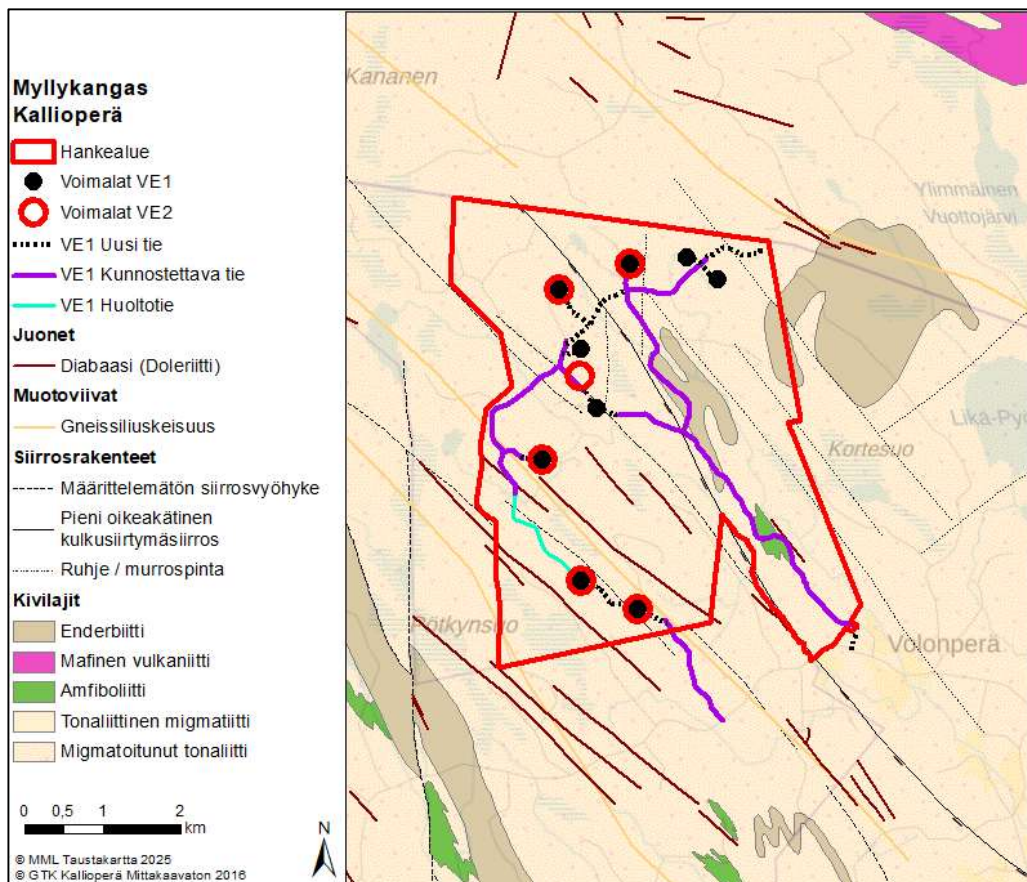 Myllykangas
Kallioperä
Hankealue
Voimalat VE1
Voimalat VE2
VE1 Uusi tie
VE1 Kunnostettava tie
VE1 Huoltotie
Juonet
Diabaasi (Doleriitti)
Muotoviivat
Gneissiliuskeisuus
Siirrosrakenteet
Määrittelemätön siirrosvyöhyke
Pieni oikeakätinen
kulkusiirtymäsiirros
Ruhje / murrospinta
Kivilajit
Enderbiitti
Mafinen vulkaniitti
Amfiboliitti
Tonaliittinen migmatiitti
Migmatoitunut tonaliitti
0 0,5 1 2
km
N
© MML Taustakartta 2025
© GTK Kallioperä Mittakaavaton 2016
Kananen
Ylimmäinen
Vuottojärvi
Lika-Pyö
Kortesuo
Pötkynsuo
Volonperä